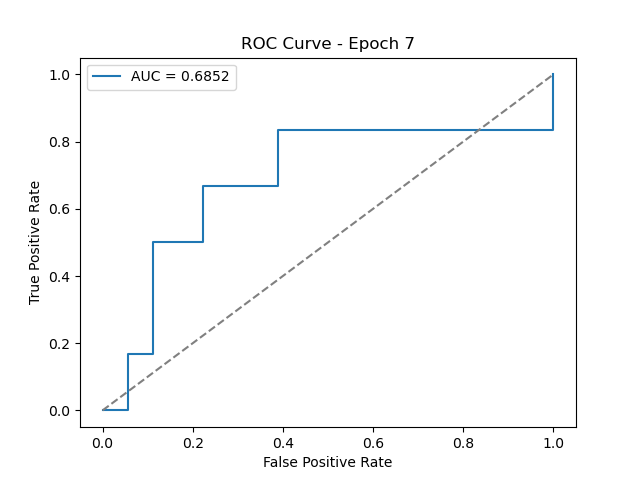 ROC Curve - Epoch 7
AUC = 0.6852
True Positive Rate
1.0
0.8
0.6
0.4
0.2
0.0
0.0 0.2 0.4 0.6 0.8 1.0
False Positive Rate